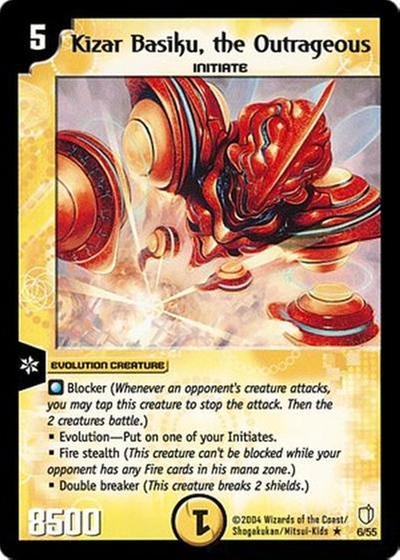 5
Kizar Basiku, the Outrageous
INITIATE
EVOLUTION CREATURE
Blocker (Whenever an opponent's creature attacks,
you may tap this creature to stop the attack. Then the
2 creatures battle.)
▪ Evolution—Put on one of your Initiates.
▪ Fire stealth (This creature can't be blocked while your
opponent has any Fire cards in his mana zone.)
▪ Double breaker (This creature breaks 2 shields.)
8500
1
©2004 Wizards of the Coast/
Shogakukan/Mitsui-Kids ★ 6/55